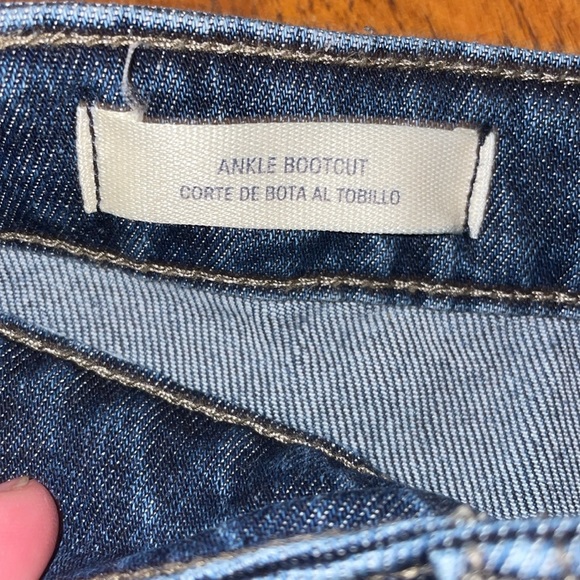 ANKLE BOOTCUT
CORTE DE BOTA AL TOBILLO